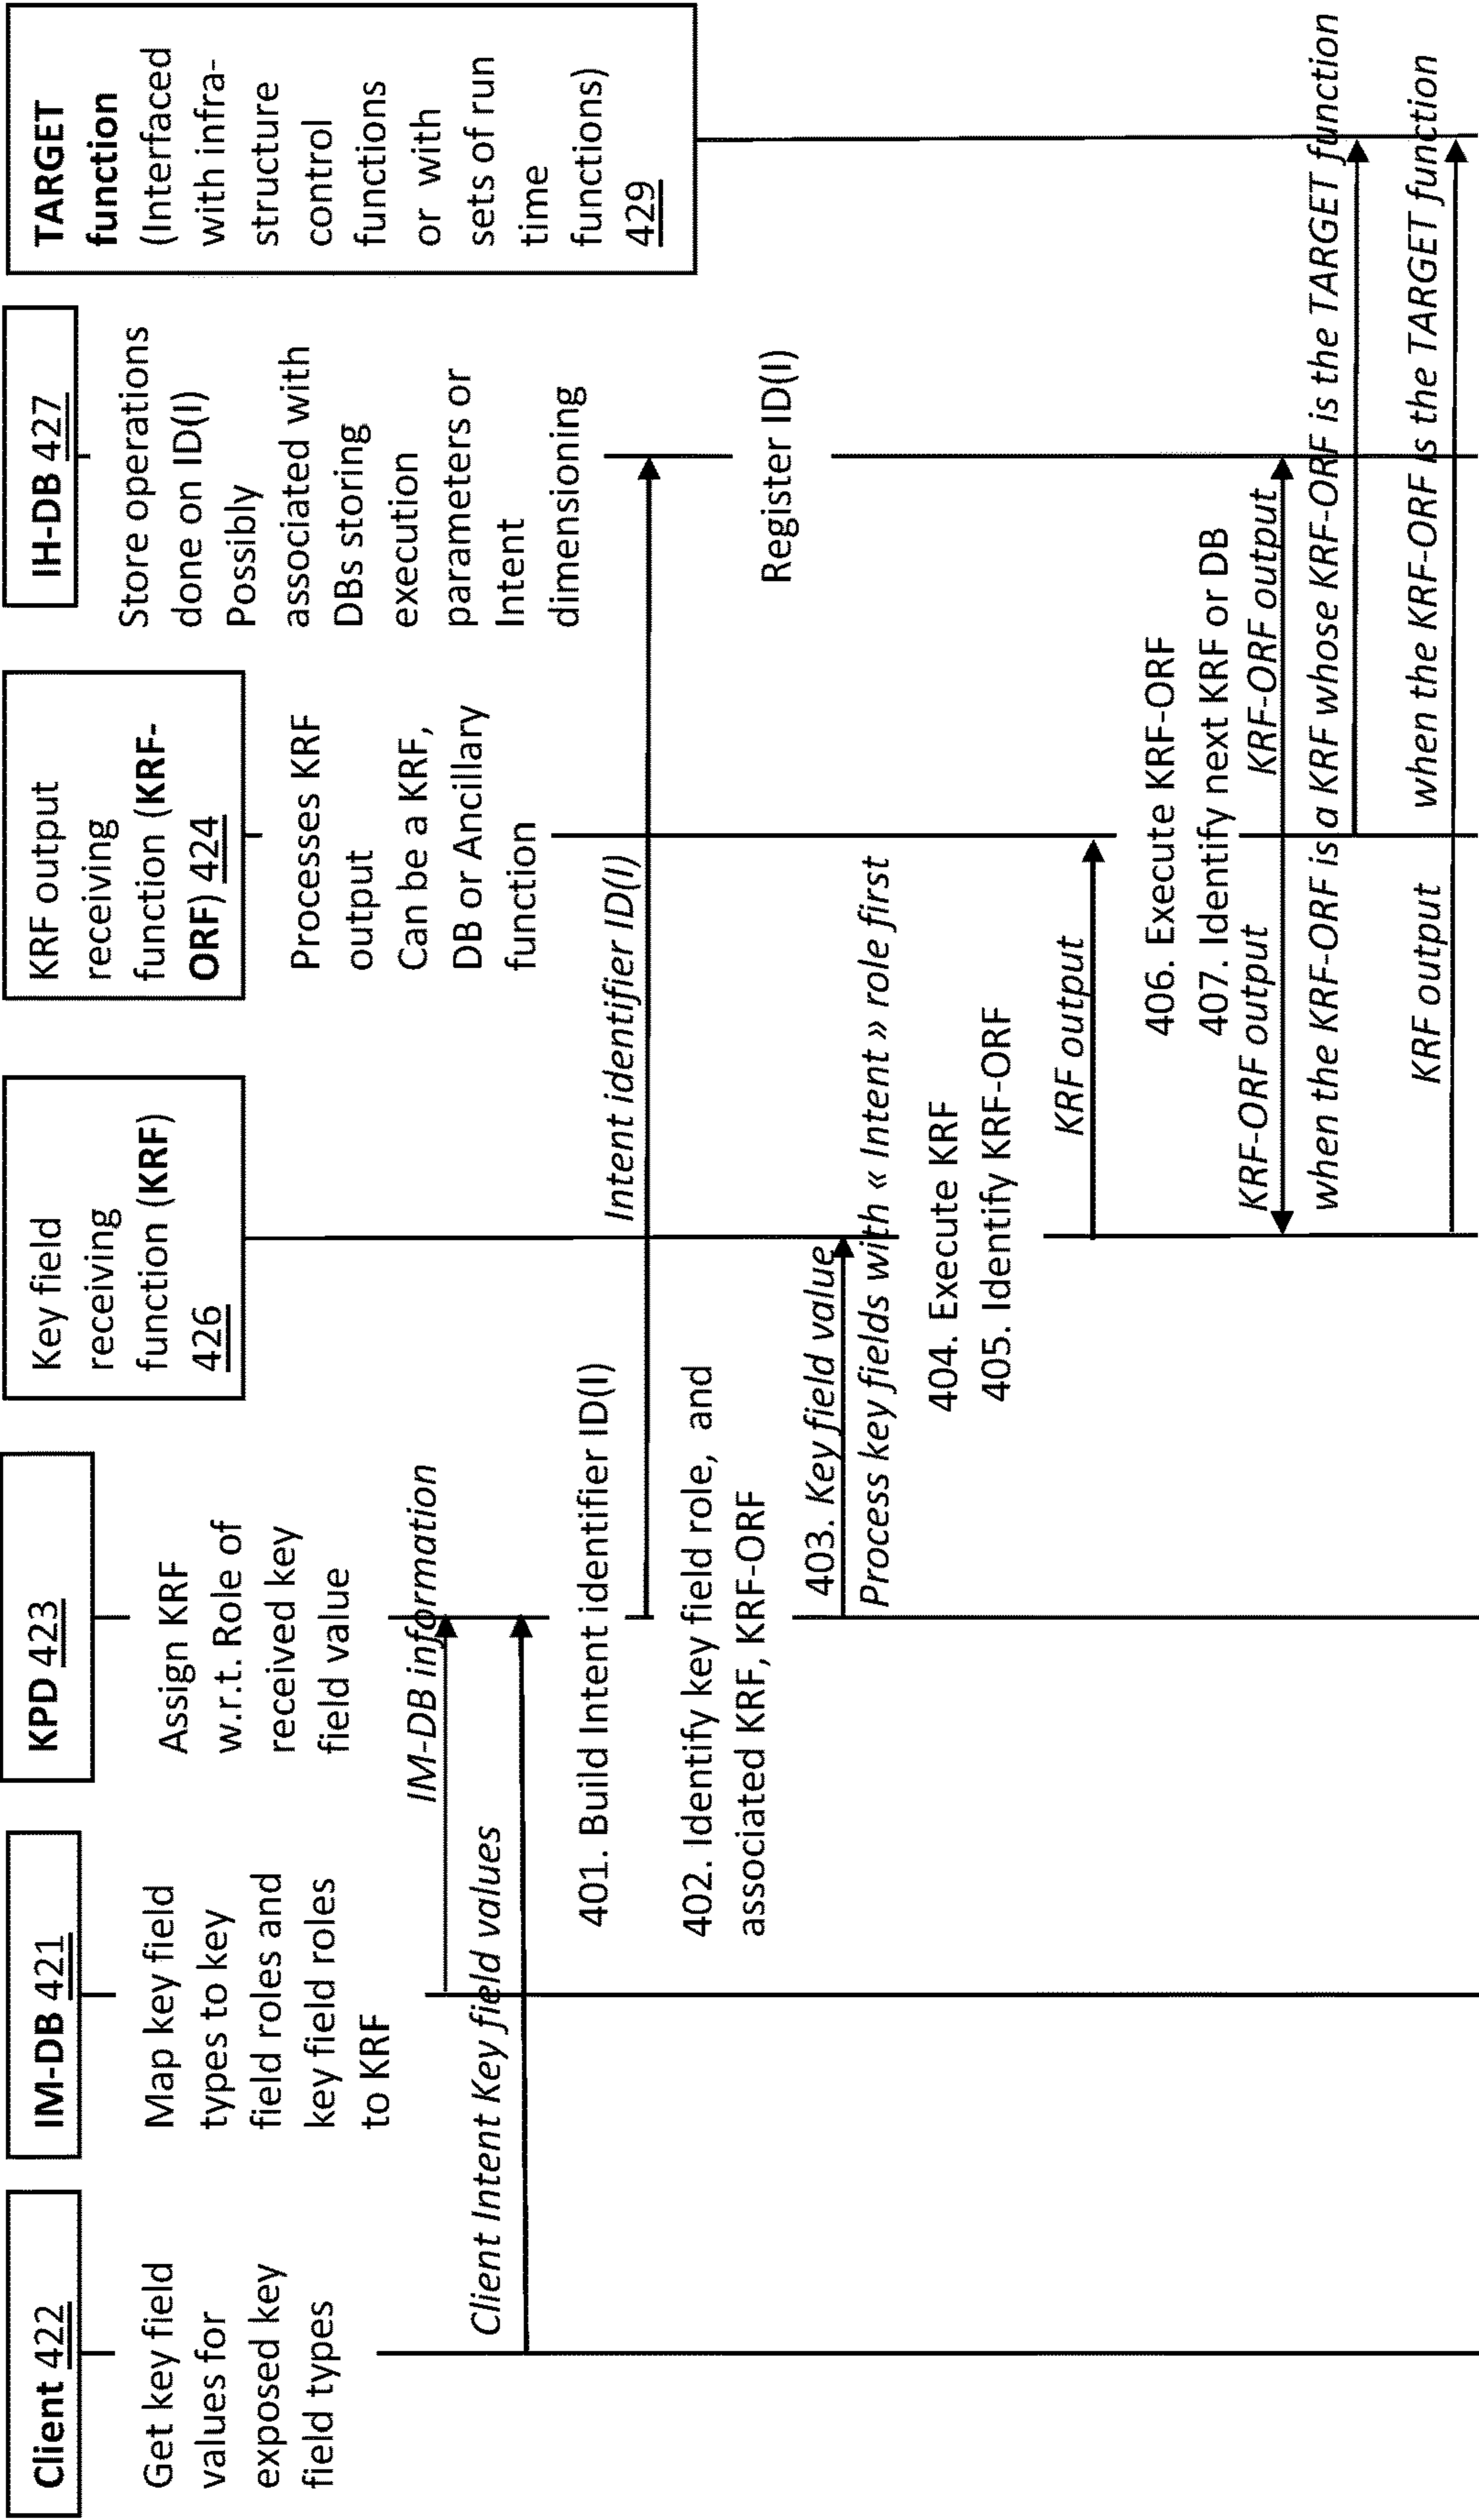 Client 422
Get key field
values for
exposed key
field types
IM-DB 421
Map key field
types to key
field roles and
key field roles
to KRF
KPD 423
Assign KRF
w.r.t. Role of
received key
field value
Key field
receiving
function (KRF)
426
KRF output
receiving
function (KRF-
ORF) 424
Processes KRF
output
Can be a KRF,
DB or Ancillary
function
IH-DB 427
Store operations
done on ID(I)
Possibly
associated with
DBs storing
execution
parameters or
Intent
dimensioning
TARGET
function
(Interfaced
with infra-
structure
control
functions
or with
sets of run
time
functions)
429
IM-DB information
Client Intent Key field values
401. Build Intent identifier ID(I)
Intent identifier ID(I)
402. Identify key field role, and
associated KRF, KRF-ORF
Register ID(I)
403. Key field value
Process key fields with « Intent » role first
404. Execute KRF
405. Identify KRF-ORF
KRF output
406. Execute KRF-ORF
407. Identify next KRF or DB
KRF-ORF output
KRF-ORF output
when the KRF-ORF is a KRF whose KRF-ORF is the TARGET function
KRF output
when the KRF-ORF is the TARGET function